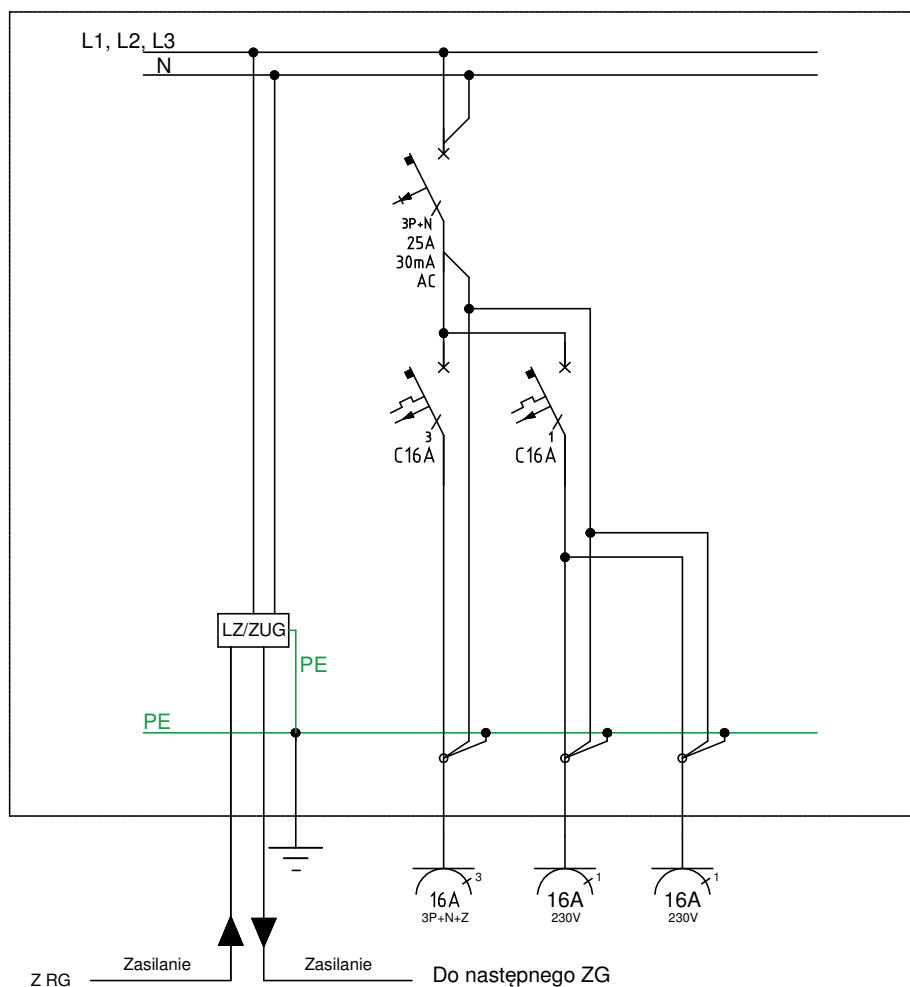 L1, L2, L3
N
3P+N
25A
30mA
AC
3
C16A
1
C16A
LZ/ZUG
PE
PE
3
16A
3P+N+Z
1
16A
230V
1
16A
230V
Z RG
Zasilanie
Zasilanie
Do następnego ZG